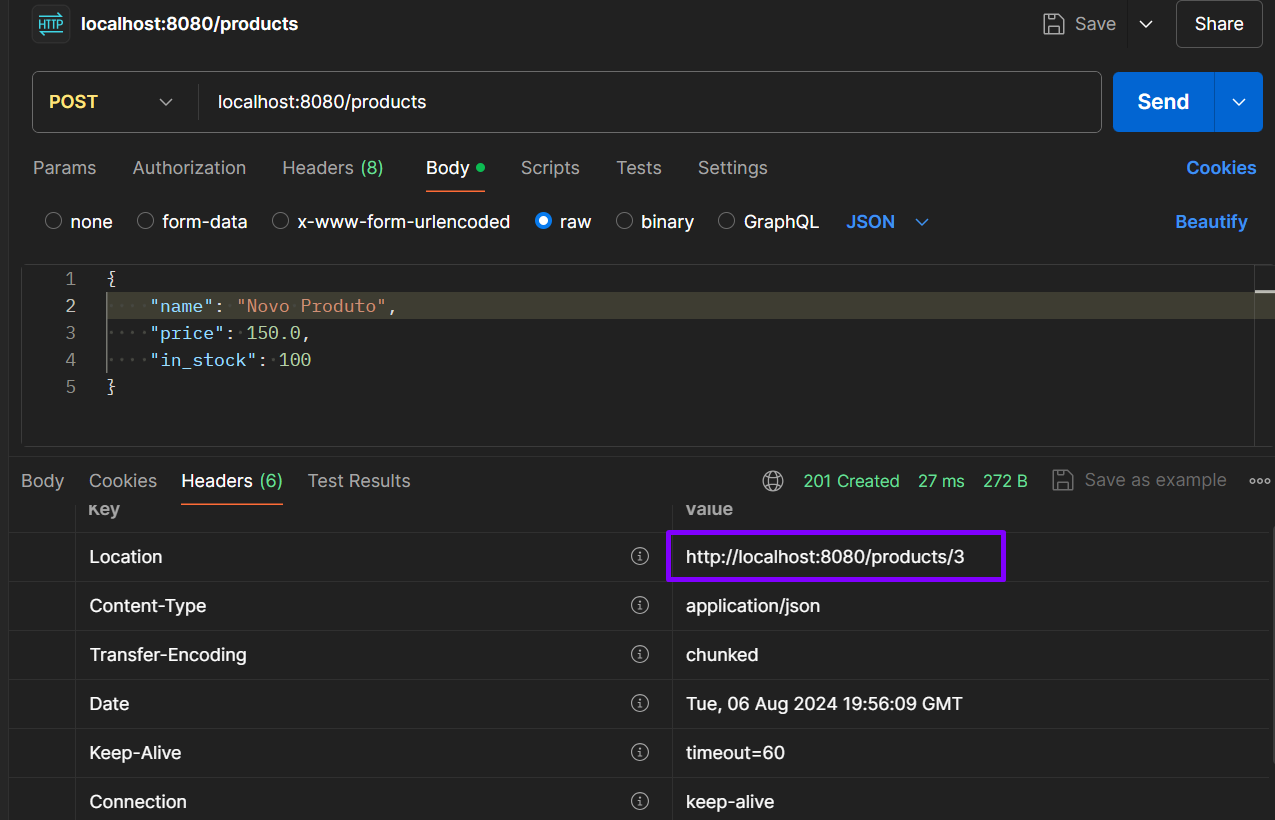 HTTP localhost:8080/products Save Share
POST localhost:8080/products Send
Params Authorization Headers (8) Body Scripts Tests Settings Cookies
none form-data x-www-form-urlencoded raw binary GraphQL JSON Beautify
1 {
2 "name": "Novo Produto",
3 "price": 150.0,
4 "in_stock": 100
5 }
Body Cookies Headers (6) Test Results 201 Created 27 ms 272 B Save as example
Key Value
Location http://localhost:8080/products/3
Content-Type application/json
Transfer-Encoding chunked
Date Tue, 06 Aug 2024 19:56:09 GMT
Keep-Alive timeout=60
Connection keep-alive